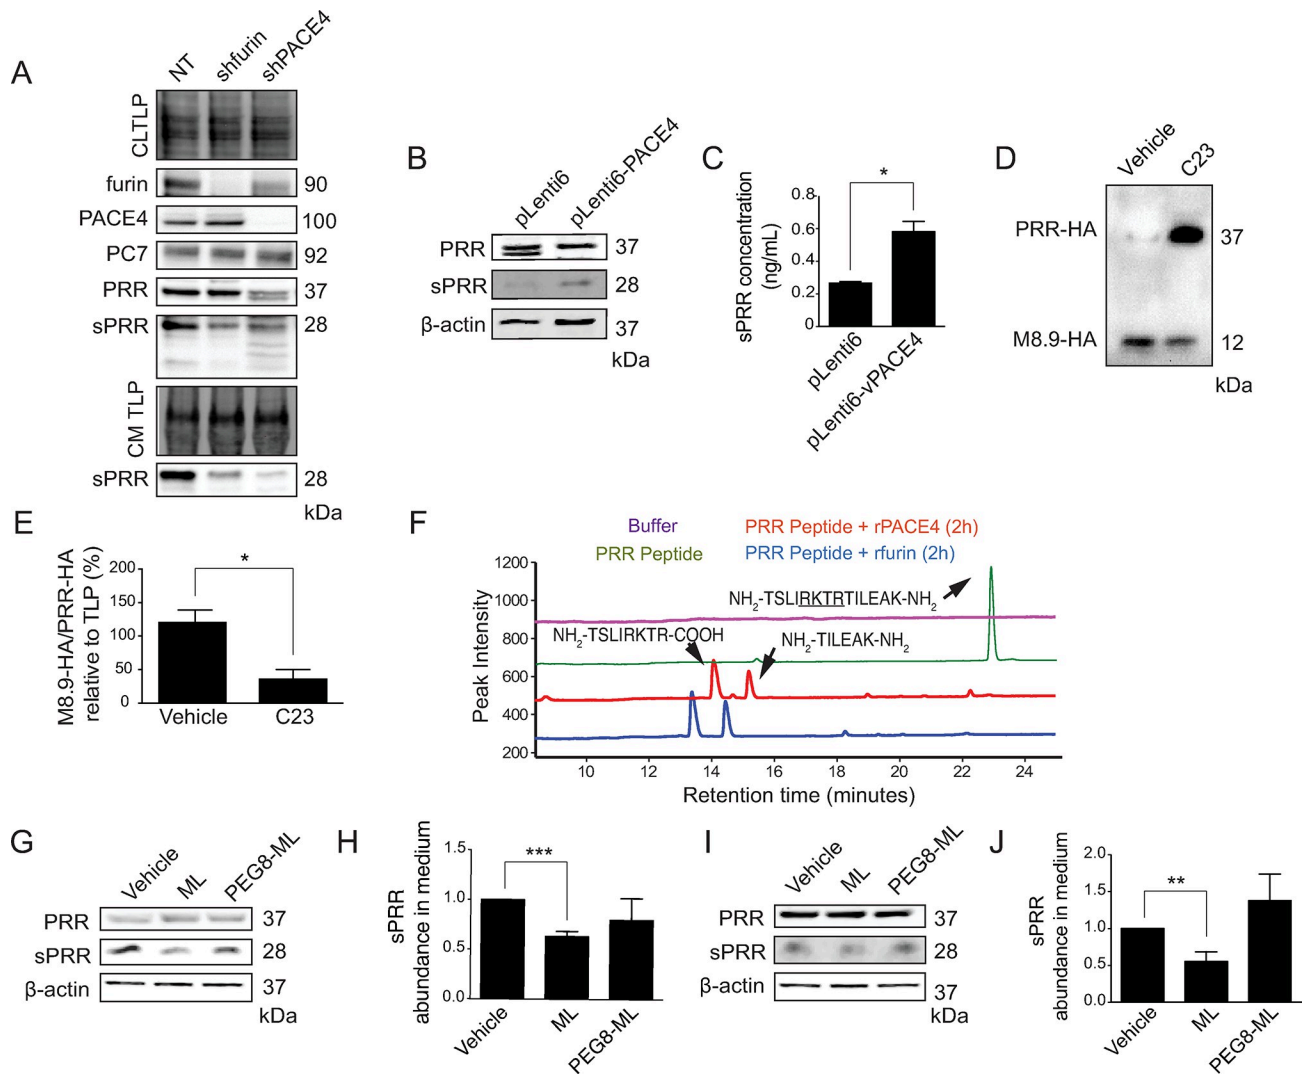 A
NT
shfurin
shPACE4
CLTLP
furin 90
PACE4 100
PC7 92
PRR 37
sPRR 28
CM TLP
sPRR 28
kDa
B
pLenti6
pLenti6-PACE4
PRR 37
sPRR 28
β-actin 37
kDa
C
*
sPRR concentration
(ng/mL)
0.8
0.6
0.4
0.2
0
pLenti6
pLenti6-vPACE4
D
Vehicle
C23
PRR-HA 37
M8.9-HA 12
kDa
E
*
M8.9-HA/PRR-HA
relative to TLP (%)
200
150
100
50
0
Vehicle C23
F
Buffer PRR Peptide + rPACE4 (2h)
PRR Peptide PRR Peptide + rfurin (2h)
Peak Intensity
1200
1000
800
600
400
200
NH2-TSLIRKTRTILEAK-NH2
NH2-TSLIRKTR-COOH
NH2-TILEAK-NH2
10 12 14 16 18 20 22 24
Retention time (minutes)
G
Vehicle
ML
PEG8-ML
PRR 37
sPRR 28
β-actin 37
kDa
H
***
sPRR
abundance in medium
1.5
1.0
0.5
0.0
Vehicle
ML
PEG8-ML
I
Vehicle
ML
PEG8-ML
PRR 37
sPRR 28
β-actin 37
kDa
J
**
sPRR
abundance in medium
2.0
1.5
1.0
0.5
0.0
Vehicle
ML
PEG8-ML